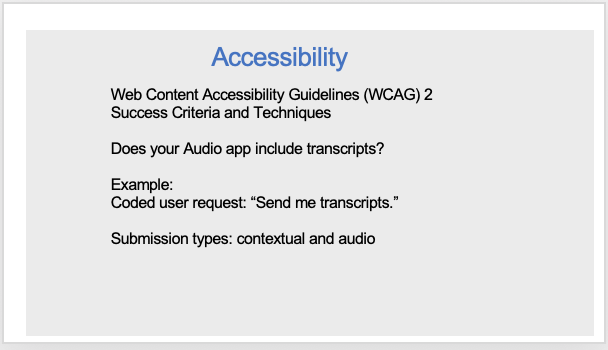 Accessibility
Web Content Accessibility Guidelines (WCAG) 2
Success Criteria and Techniques
Does your Audio app include transcripts?
Example:
Coded user request: “Send me transcripts.”
Submission types: contextual and audio